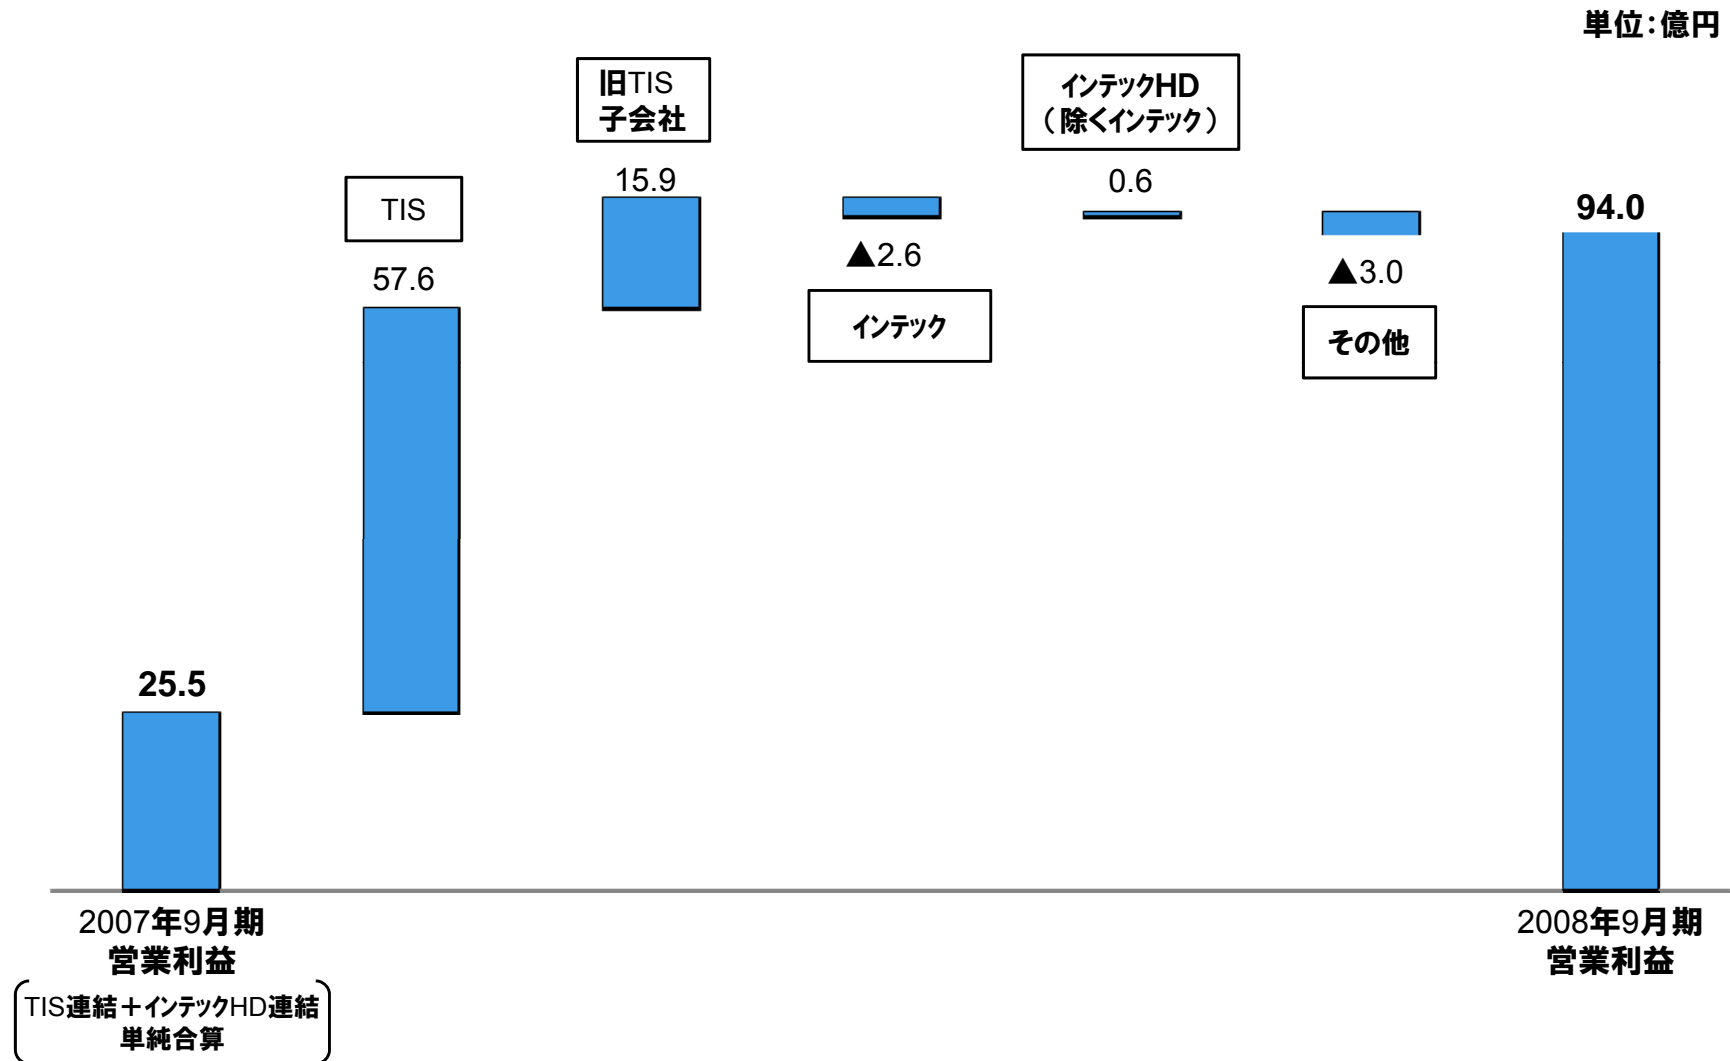 単位：億円
旧TIS
子会社
15.9
インテックHD
（除くインテック）
0.6
TIS
57.6
▲2.6
インテック
▲3.0
その他
94.0
25.5
2007年9月期
営業利益
TIS連結＋インテックHD連結
単純合算
2008年9月期
営業利益